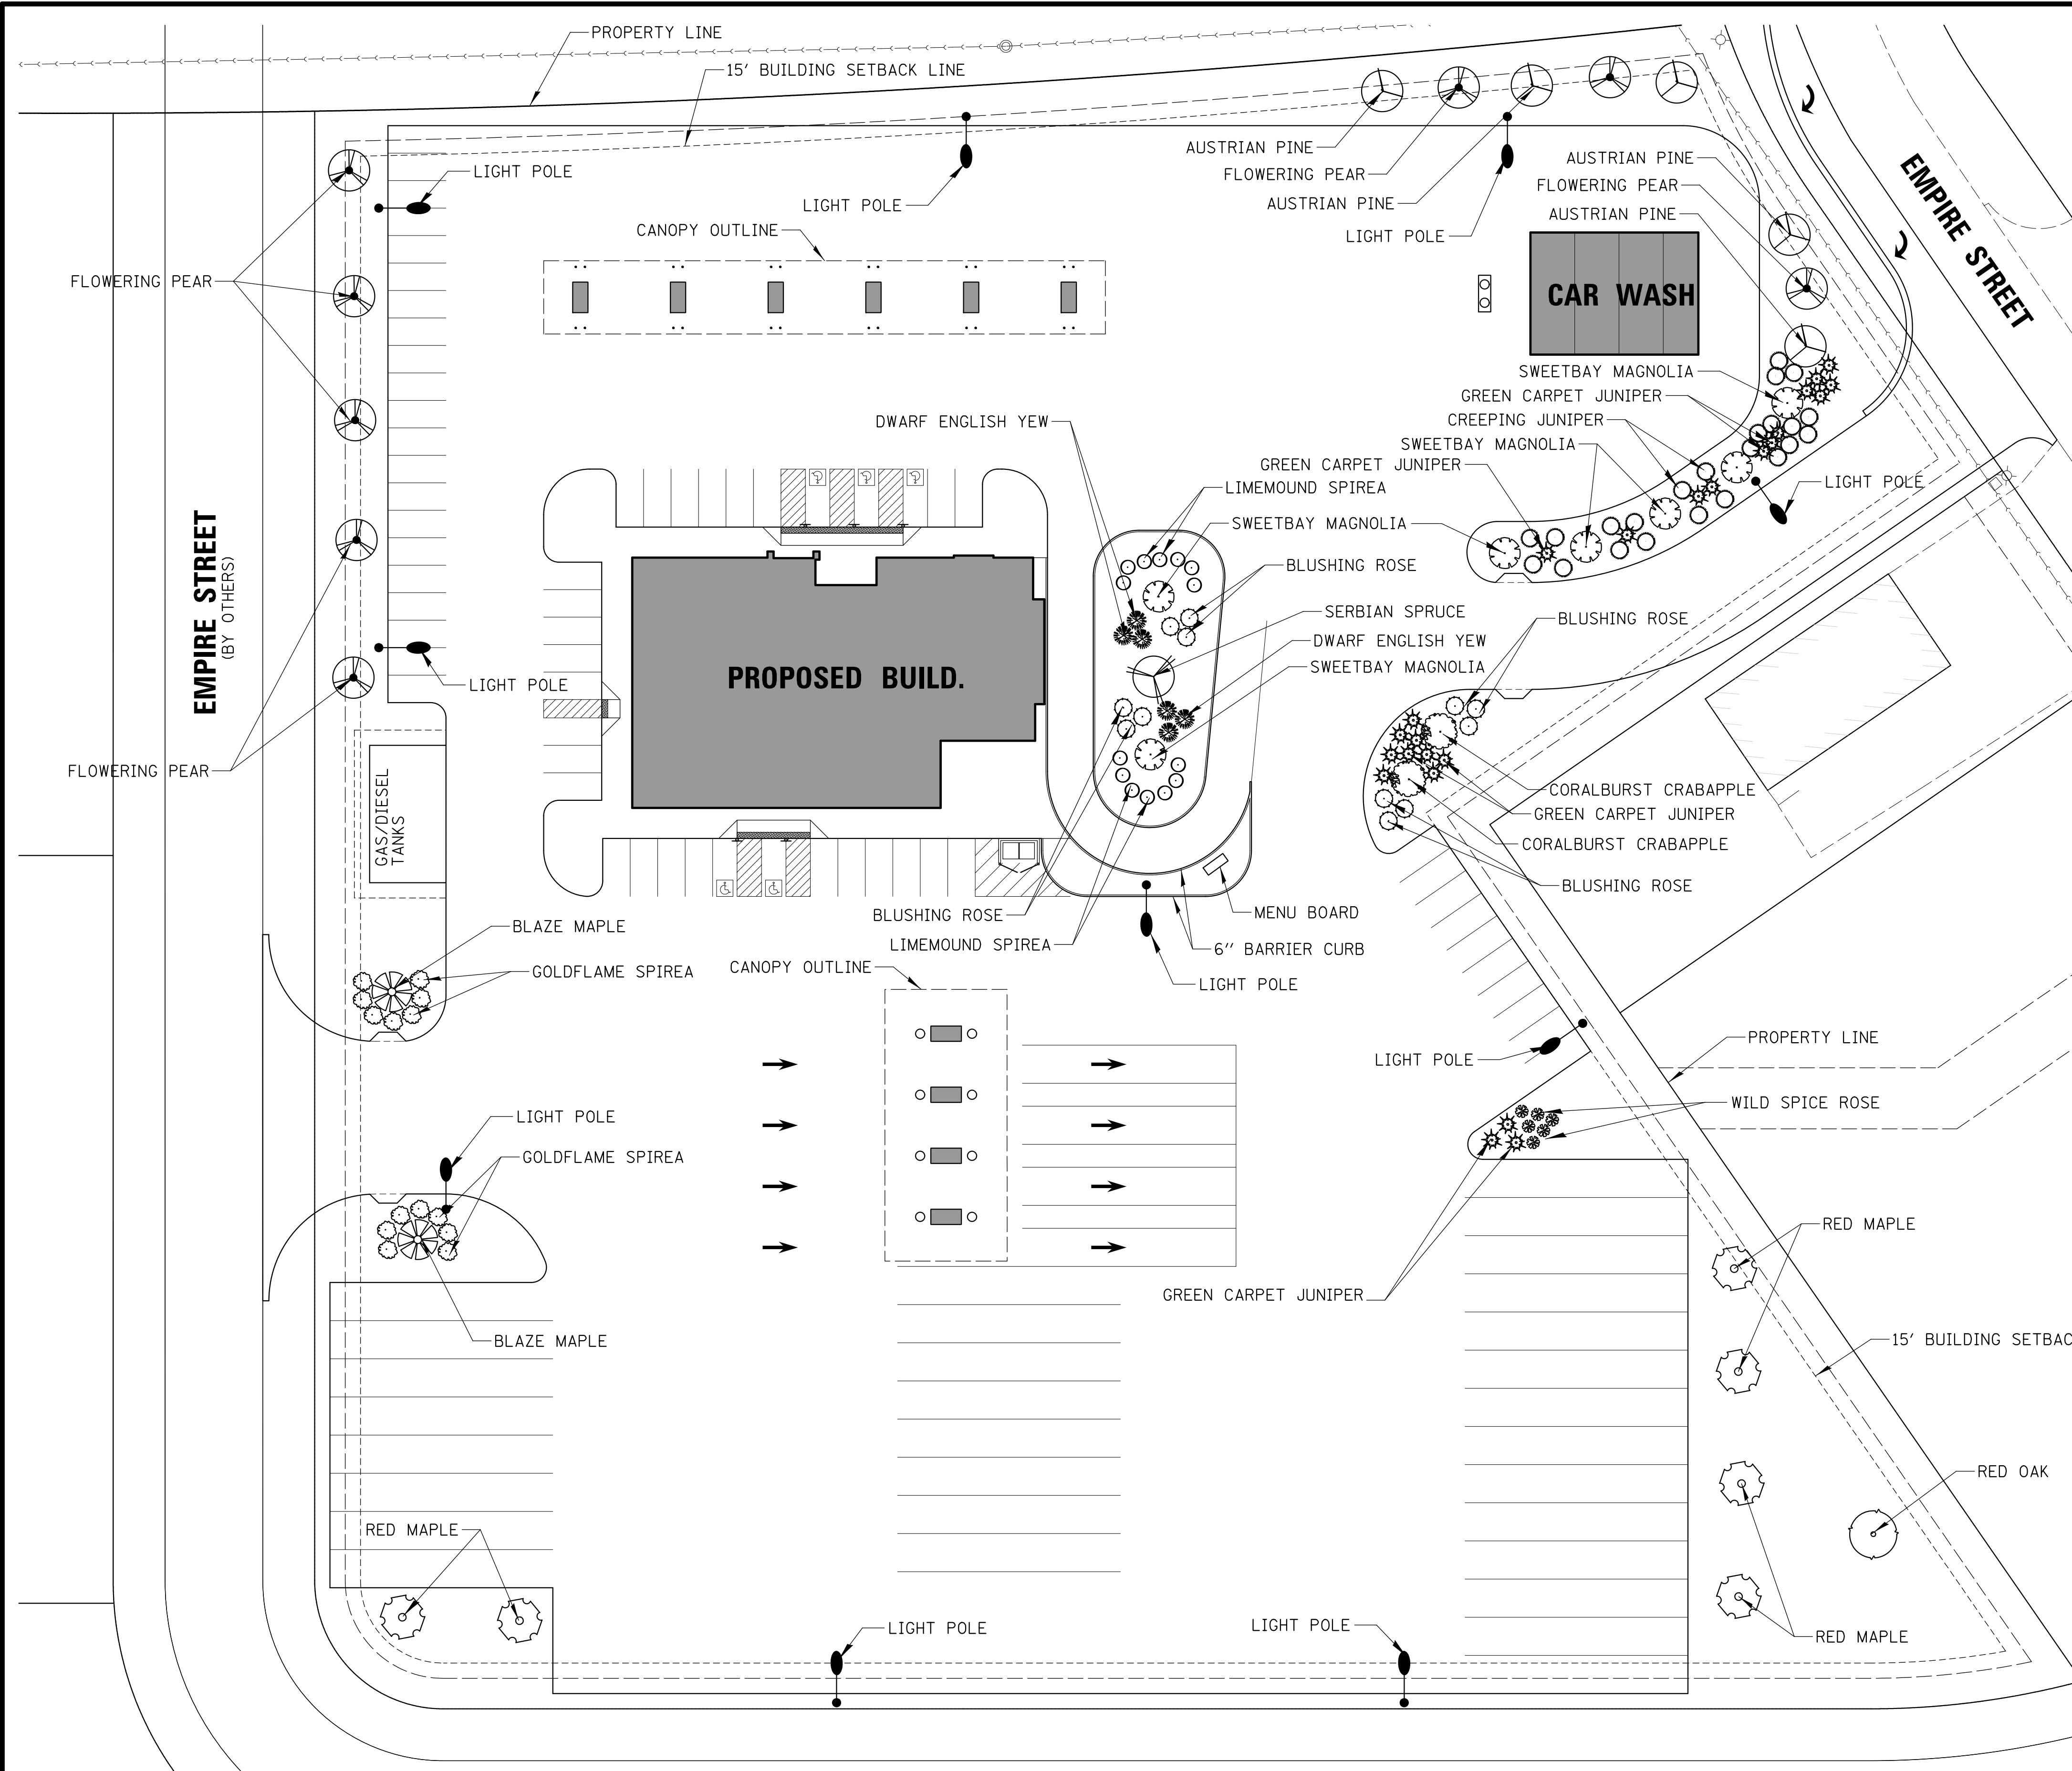 PROPERTY LINE
15′ BUILDING SETBACK LINE
AUSTRIAN PINE
FLOWERING PEAR
AUSTRIAN PINE
LIGHT POLE
AUSTRIAN PINE
FLOWERING PEAR
AUSTRIAN PINE
EMPIRE STREET
LIGHT POLE
LIGHT POLE
CANOPY OUTLINE
FLOWERING PEAR
CAR WASH
SWEETBAY MAGNOLIA
GREEN CARPET JUNIPER
CREEPING JUNIPER
SWEETBAY MAGNOLIA
GREEN CARPET JUNIPER
LIGHT POLE
DWARF ENGLISH YEW
LIMEMOUND SPIREA
SWEETBAY MAGNOLIA
BLUSHING ROSE
SERBIAN SPRUCE
DWARF ENGLISH YEW
SWEETBAY MAGNOLIA
BLUSHING ROSE
EMPIRE STREET
(BY OTHERS)
PROPOSED BUILD.
LIGHT POLE
FLOWERING PEAR
GAS/DIESEL
TANKS
CORALBURST CRABAPPLE
GREEN CARPET JUNIPER
CORALBURST CRABAPPLE
BLUSHING ROSE
BLUSHING ROSE
LIMEMOUND SPIREA
MENU BOARD
6″ BARRIER CURB
LIGHT POLE
BLAZE MAPLE
GOLDFLAME SPIREA
CANOPY OUTLINE
LIGHT POLE
PROPERTY LINE
WILD SPICE ROSE
LIGHT POLE
GOLDFLAME SPIREA
RED MAPLE
GREEN CARPET JUNIPER
BLAZE MAPLE
15′ BUILDING SETBAC
RED OAK
RED MAPLE
LIGHT POLE
LIGHT POLE
RED MAPLE